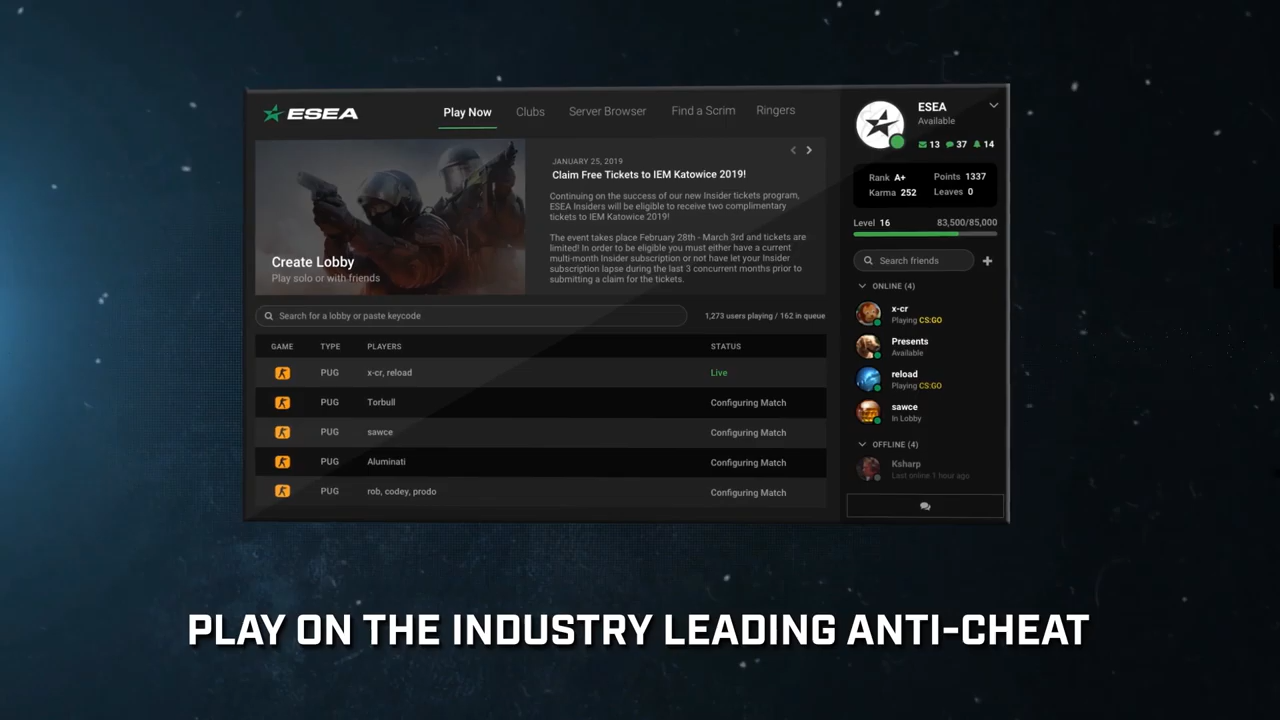 ESEA
Play Now
Clubs
Server Browser
Find a Scrim
Ringers
JANUARY 25, 2019
Claim Free Tickets to IEM Katowice 2019!
Continuing on the success of our new Insider tickets program,
ESEA Insiders will be eligible to receive two complimentary
tickets to IEM Katowice 2019!
The event takes place February 28th - March 3rd and tickets are
limited! In order to be eligible you must either have a current
multi-month Insider subscription or not have let your Insider
subscription lapse during the last 3 concurrent months prior to
submitting a claim for the tickets.
Create Lobby
Play solo or with friends
Search for a lobby or paste keycode
1,273 users playing / 162 in queue
GAME TYPE PLAYERS STATUS
PUG x-cr, reload Live
PUG Torbull Configuring Match
PUG sawce Configuring Match
PUG Aluminati Configuring Match
PUG rob, codey, prodo Configuring Match
ESEA
Available
13 37 14
Rank A+ Points 1337
Karma 252 Leaves 0
Level 16 83,500/85,000
Search friends
ONLINE (4)
x-cr
Playing CS:GO
Presents
Available
reload
Playing CS:GO
sawce
In Lobby
OFFLINE (4)
Ksharp
Last online 1 hour ago
PLAY ON THE INDUSTRY LEADING ANTI-CHEAT